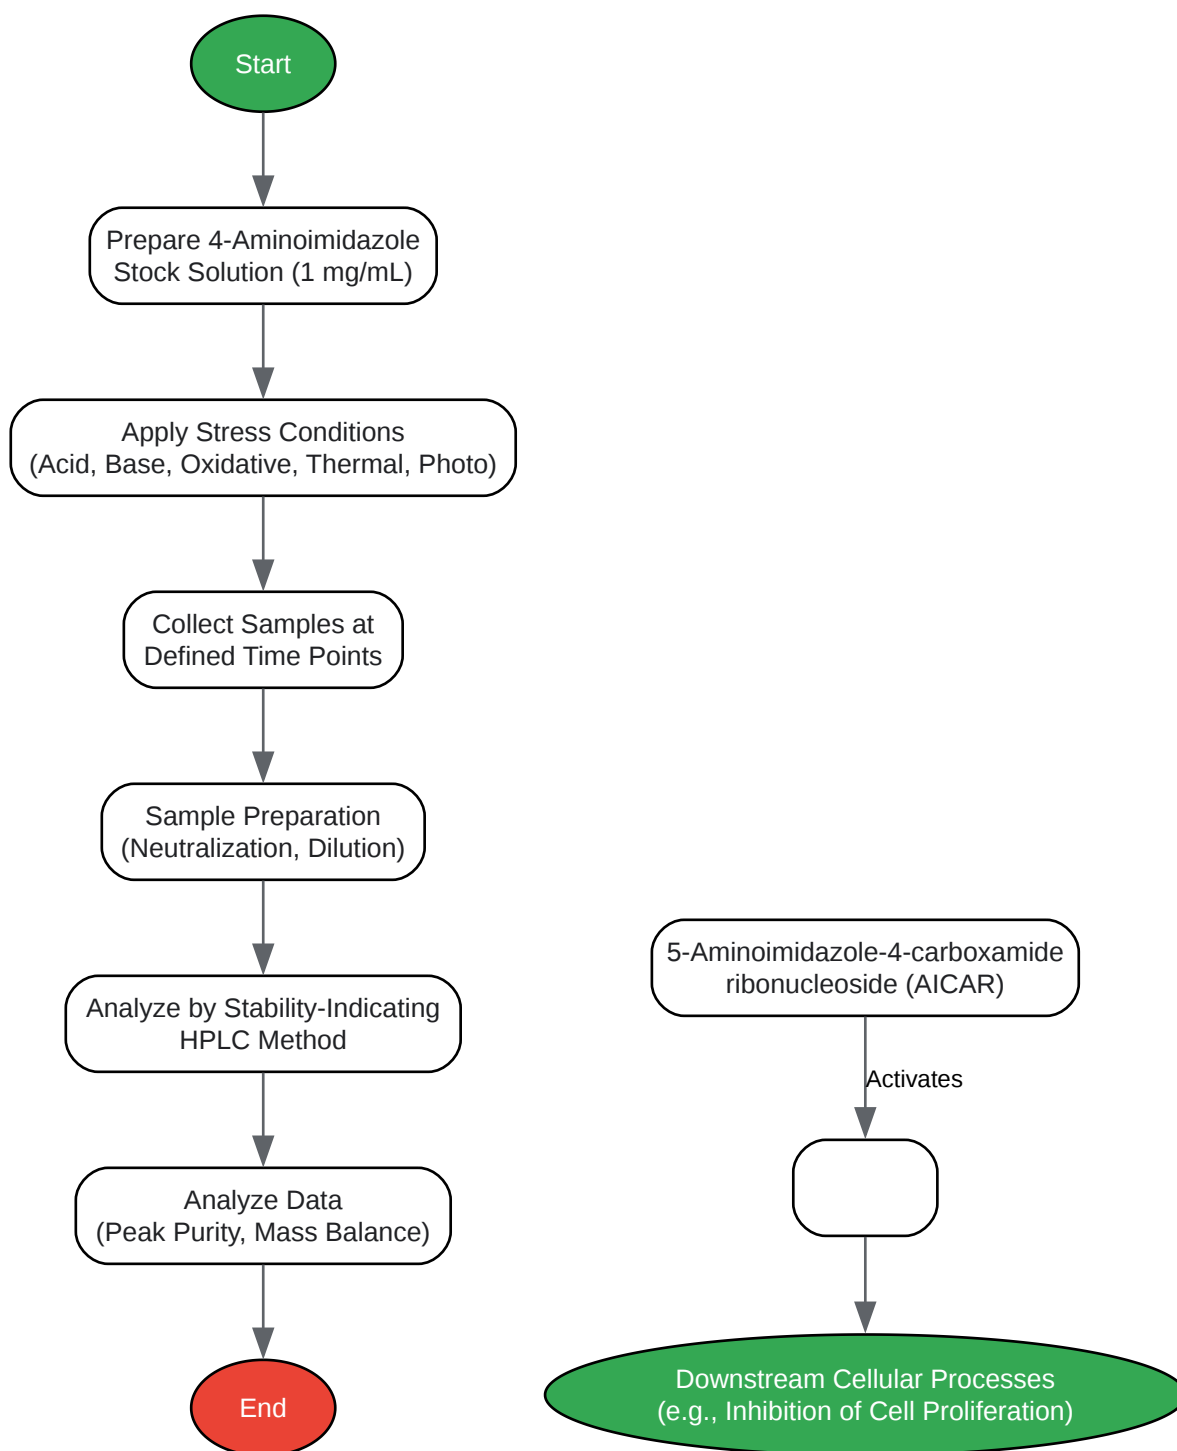 Start
Prepare 4-Aminoimidazole
Stock Solution (1 mg/mL)
Apply Stress Conditions
(Acid, Base, Oxidative, Thermal, Photo)
Collect Samples at
Defined Time Points
Sample Preparation
(Neutralization, Dilution)
Analyze by Stability-Indicating
HPLC Method
Analyze Data
(Peak Purity, Mass Balance)
End
5-Aminoimidazole-4-carboxamide
ribonucleoside (AICAR)
Activates
Downstream Cellular Processes
(e.g., Inhibition of Cell Proliferation)